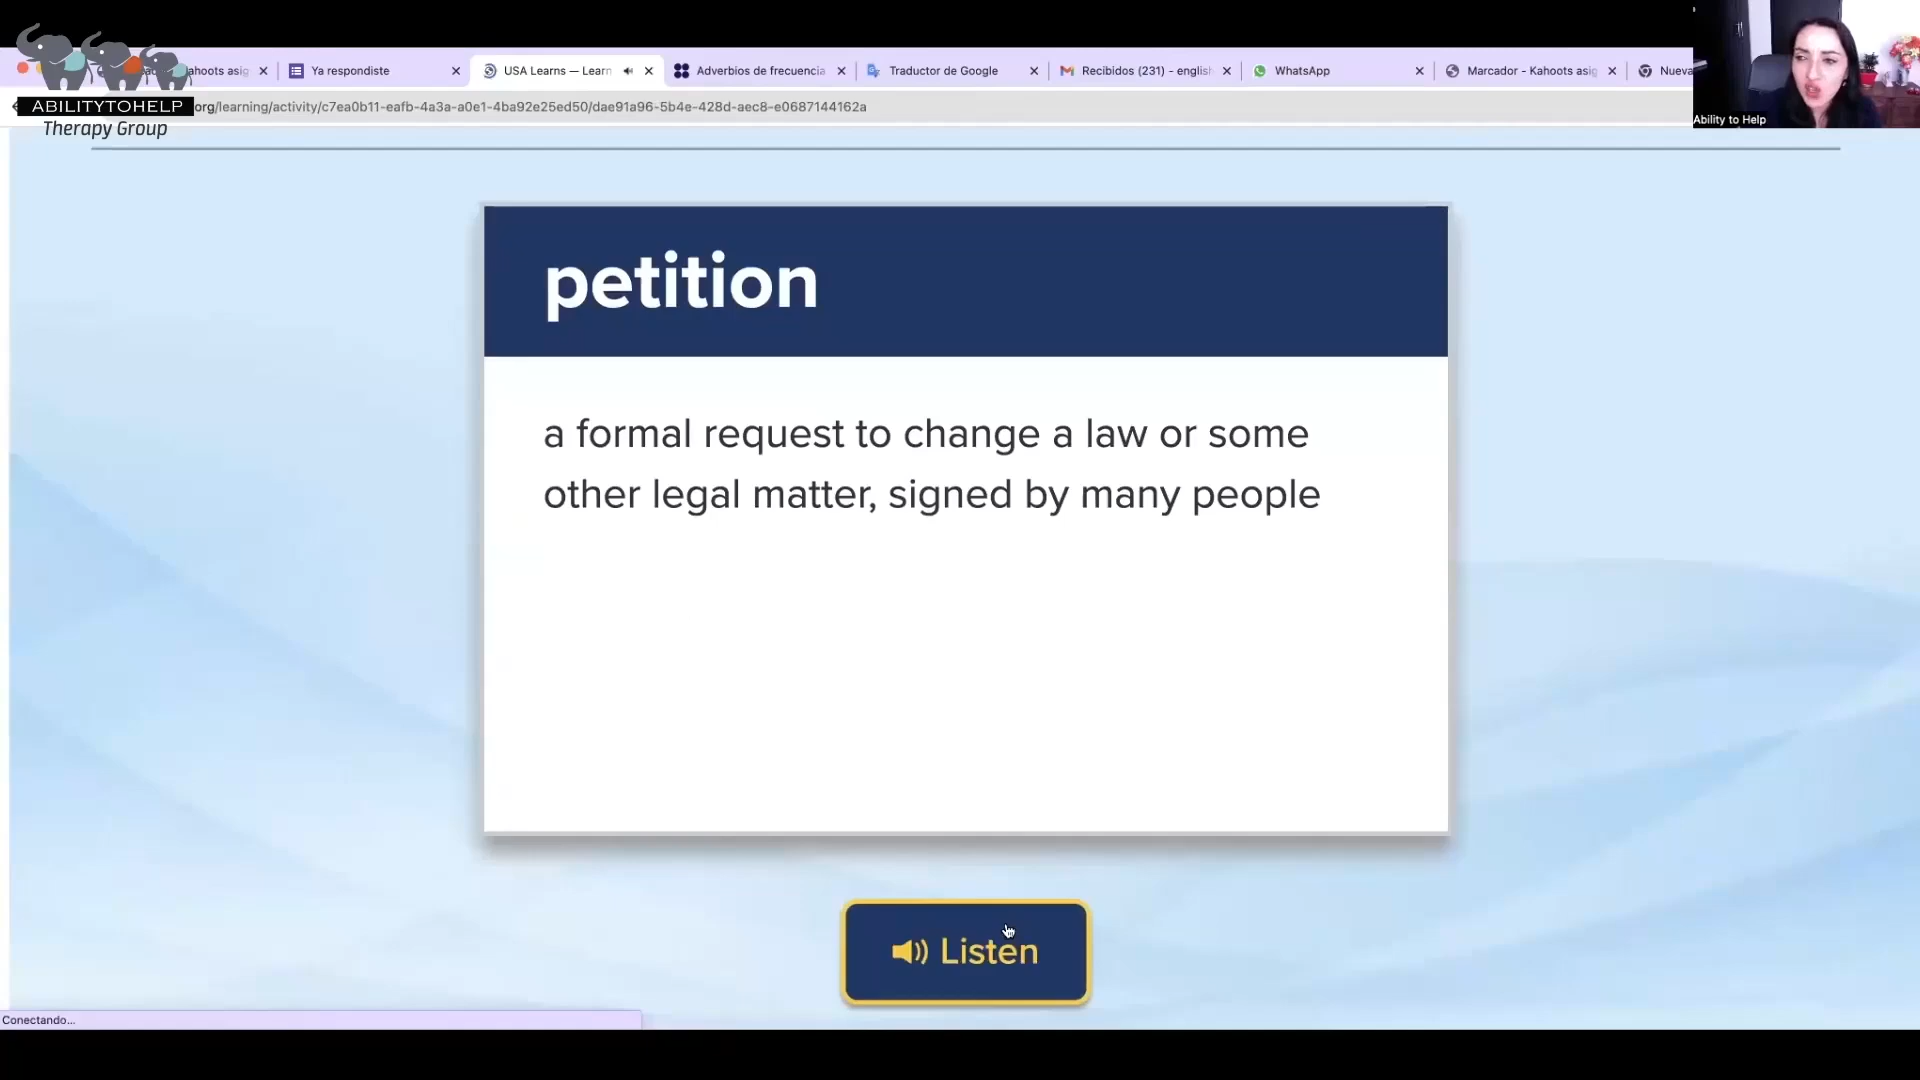 ahoots asig
Ya respondiste
USA Learns — Learn
Adverbios de frecuencia
Traductor de Google
Recibidos (231) - english
WhatsApp
Marcador - Kahoots asig
Nueva
ABILITYTOHELP
Therapy Group
org/learning/activity/c7ea0b11-eafb-4a3a-a0e1-4ba92e25ed50/dae91a96-5b4e-428d-aec8-e0687144162a
Ability to Help
petition
a formal request to change a law or some
other legal matter, signed by many people
Listen
Conectando...